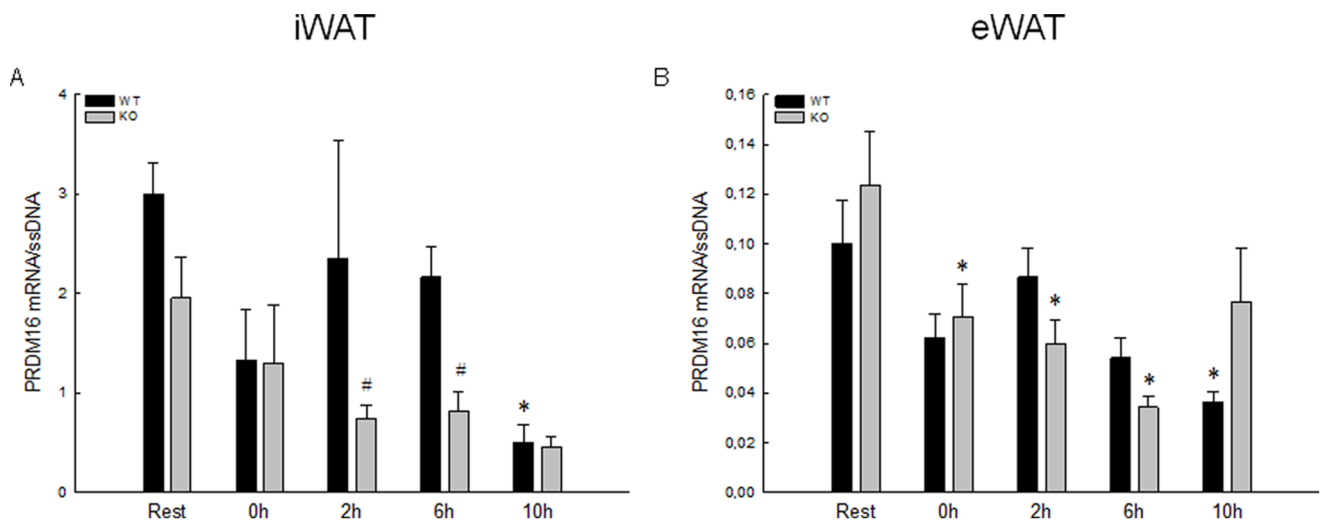 iWAT
eWAT
A
PRDM16 mRNA/ssDNA
4
3
2
1
0
WT
KO
#
#
*
Rest 0h 2h 6h 10h
B
PRDM16 mRNA/ssDNA
0,16
0,14
0,12
0,10
0,08
0,06
0,04
0,02
0,00
WT
KO
*
*
*
*
Rest 0h 2h 6h 10h